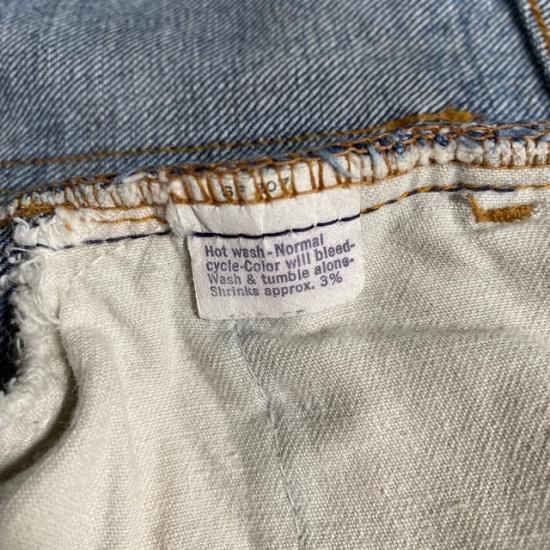 Hot wash-Normal
cycle-Color will bleed-
Wash & tumble alone-
Shrinks approx. 3%